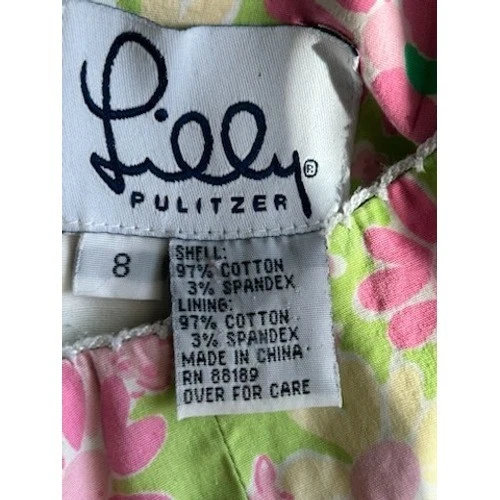 Lilly®
PULITZER
8
SHELL:
97% COTTON
3% SPANDEX
LINING:
97% COTTON
3% SPANDEX
MADE IN CHINA
RN 88189
OVER FOR CARE